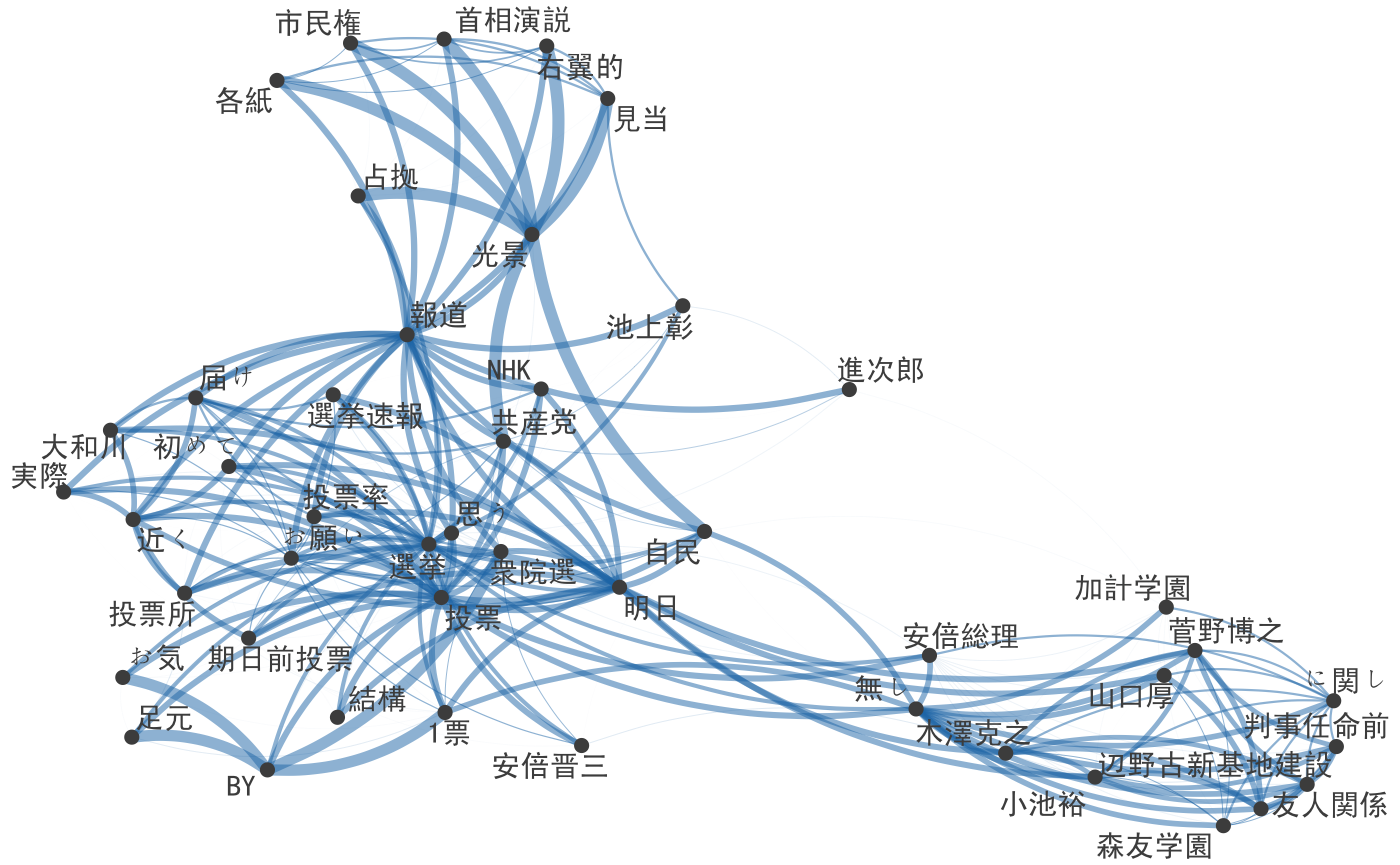 市民権
首相演説
右翼的
各紙
見当
占拠
光景
報道
池上彰
NHK
進次郎
届け
選挙速報
共産党
大和川
初めて
実際
投票率
思う
近く
お願い
選挙
衆院選
自民
投票所
投票
明日
加計学園
安倍総理
菅野博之
お気
期日前投票
無し
に関し
山口厚
結構
足元
1票
木澤克之
判事任命前
安倍晋三
辺野古新基地建設
BY
小池裕
友人関係
森友学園